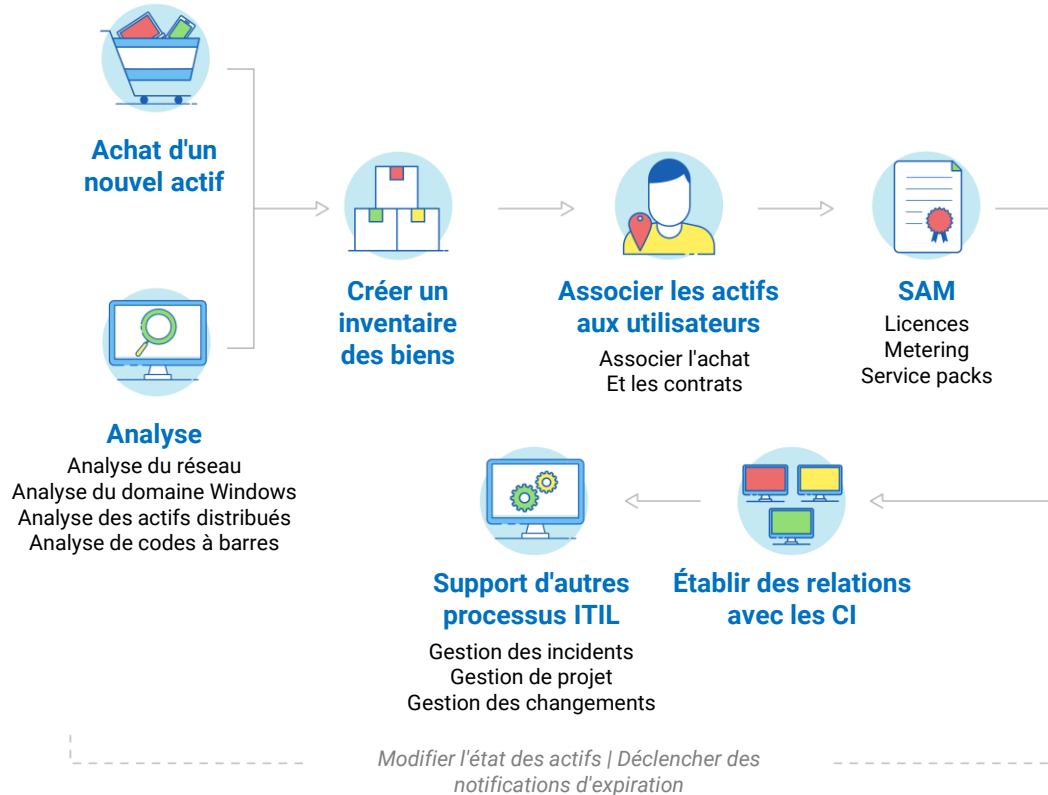 Achat d'un
nouvel actif
Analyse
Analyse du réseau
Analyse du domaine Windows
Analyse des actifs distribués
Analyse de codes à barres
Créer un
inventaire
des biens
Associer les actifs
aux utilisateurs
Associer l'achat
Et les contrats
SAM
Licences
Metering
Service packs
Établir des relations
avec les CI
Support d'autres
processus ITIL
Gestion des incidents
Gestion de projet
Gestion des changements
Modifier l'état des actifs | Déclencher des
notifications d'expiration